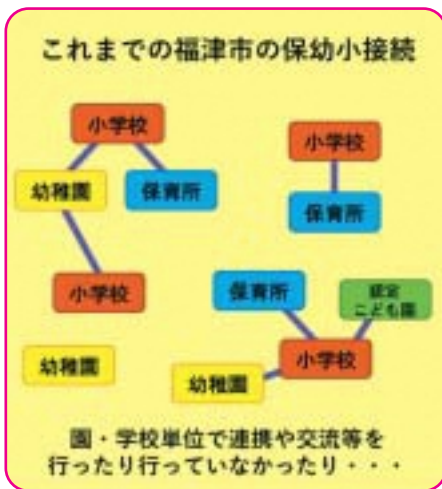 これまでの福津市の保幼小接続
小学校
幼稚園
保育所
小学校
幼稚園
小学校
保育所
保育所
認定
こども園
小学校
幼稚園
園・学校単位で連携や交流等を
行ったり行っていなかったり・・・